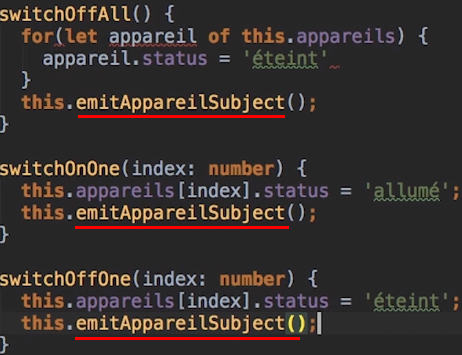 switchOffAll() {
for(let appareil of this.appareils) {
appareil.status = 'éteint'
}
this.emitAppareilSubject();
}
switchOnOne(index: number) {
this.appareils[index].status = 'allumé';
this.emitAppareilSubject();
}
switchOffOne(index: number) {
this.appareils[index].status = 'éteint';
this.emitAppareilSubject();
}